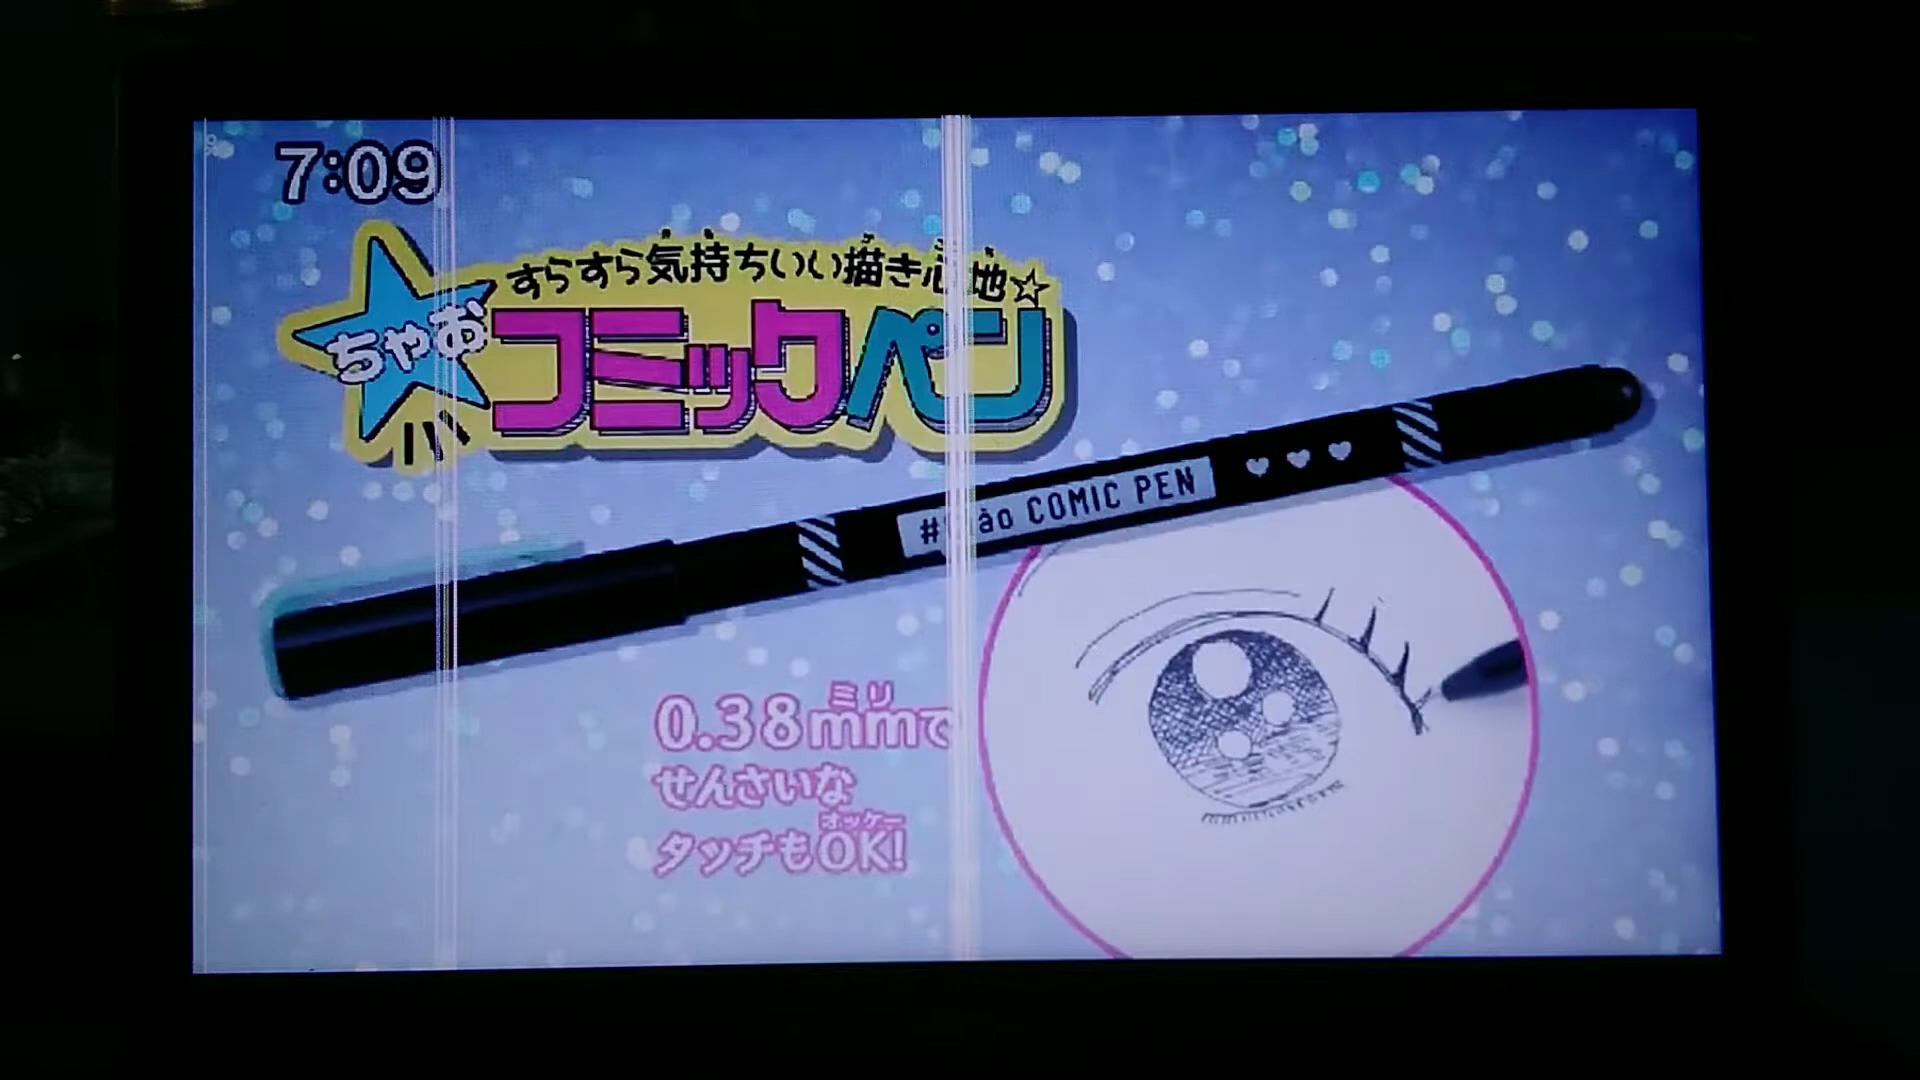 7:09
すらすら気持ちいい描き心地☆
ちゃお
コミックペン
COMIC PEN
ミリ
0.38mmで
せんさいな
オッケー
タッチもOK!